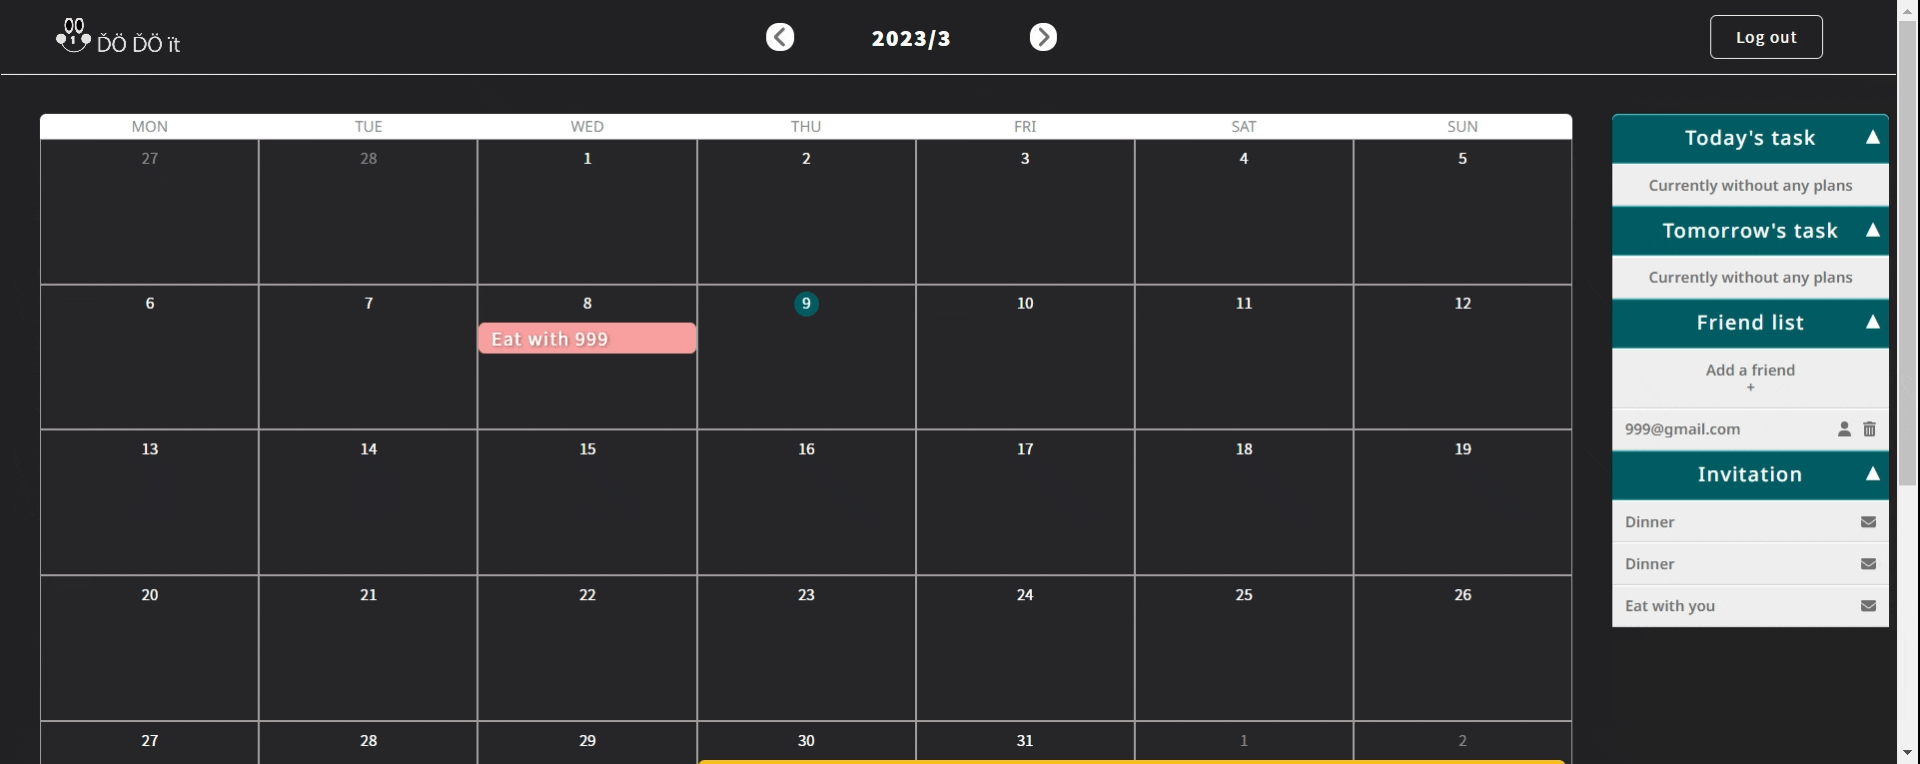 ĎÖ ĎÖ ït
2023/3
Log out
MON TUE WED THU FRI SAT SUN
27 28 1 2 3 4 5
6 7 8 9 10 11 12
Eat with 999
13 14 15 16 17 18 19
20 21 22 23 24 25 26
27 28 29 30 31 1 2
Today's task ▲
Currently without any plans
Tomorrow's task ▲
Currently without any plans
Friend list ▲
Add a friend
+
999@gmail.com
Invitation ▲
Dinner
Dinner
Eat with you